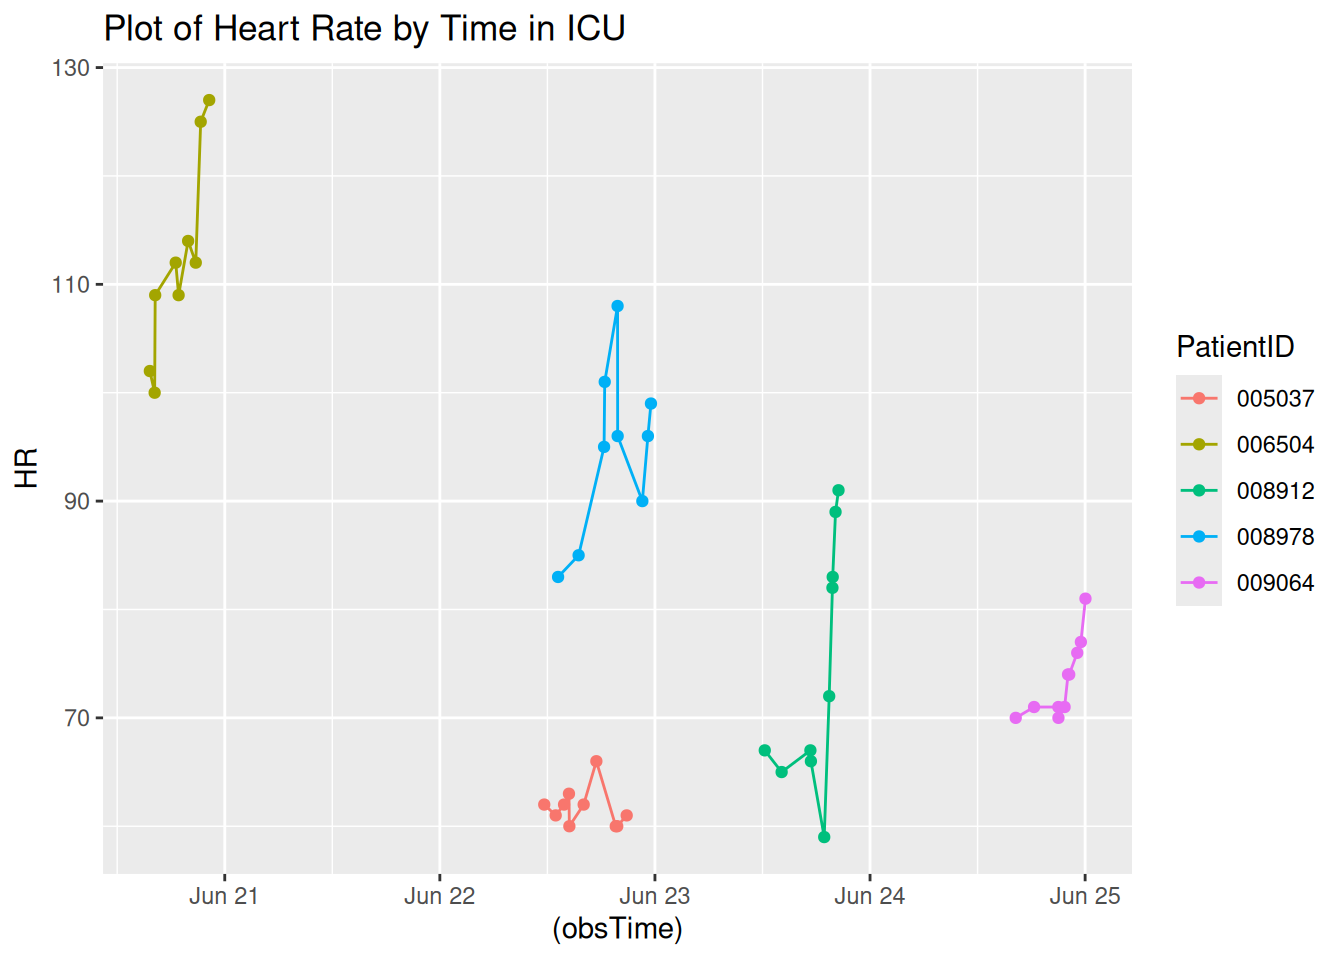 Plot of Heart Rate by Time in ICU
130
110
90
70
HR
Jun 21
Jun 22
Jun 23
Jun 24
Jun 25
(obsTime)
PatientID
005037
006504
008912
008978
009064